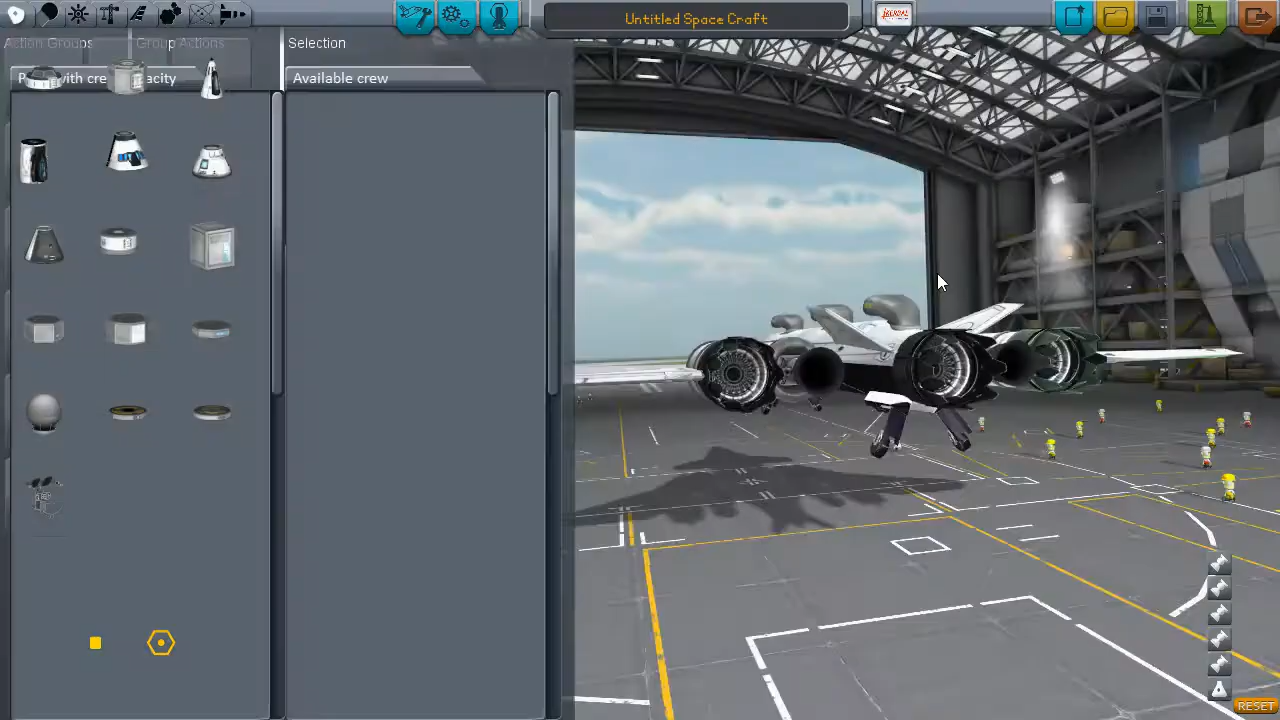 Untitled Space Craft
Action Groups
Group Actions
Selection
Available crew
RESET